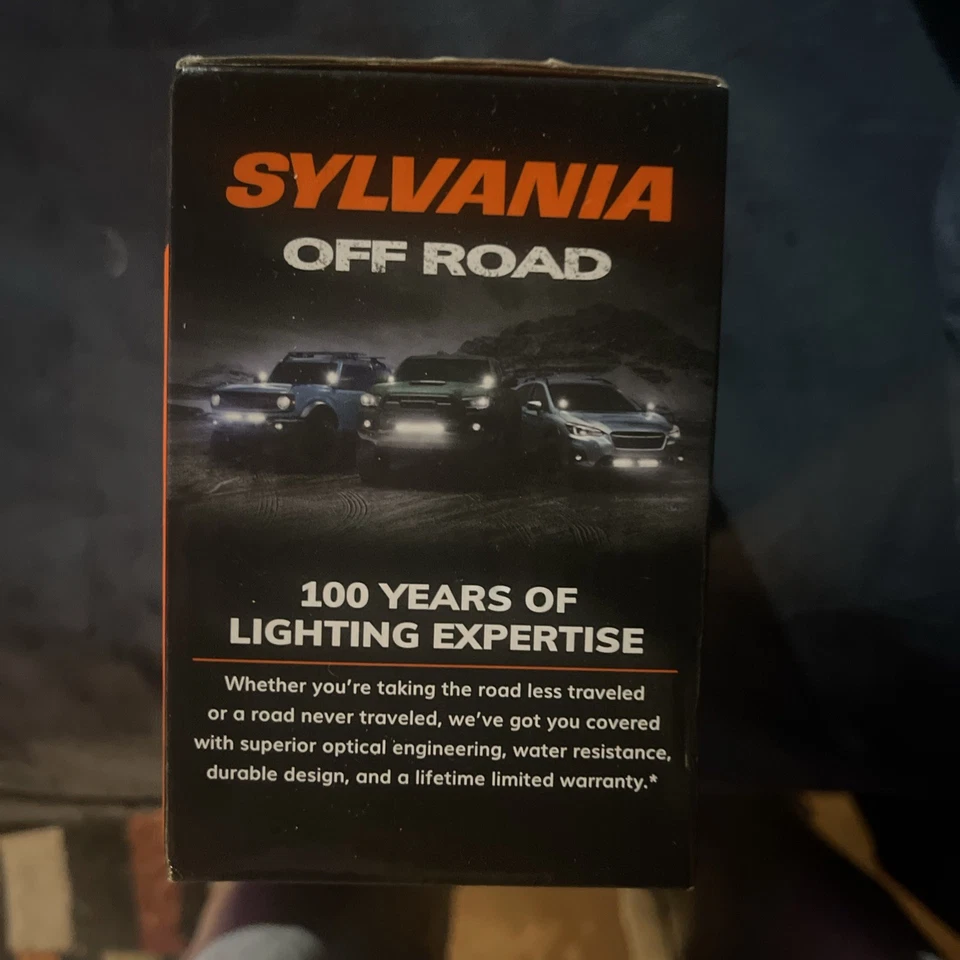 SYLVANIA
OFF ROAD
100 YEARS OF
LIGHTING EXPERTISE
Whether you're taking the road less traveled
or a road never traveled, we've got you covered
with superior optical engineering, water resistance,
durable design, and a lifetime limited warranty.*